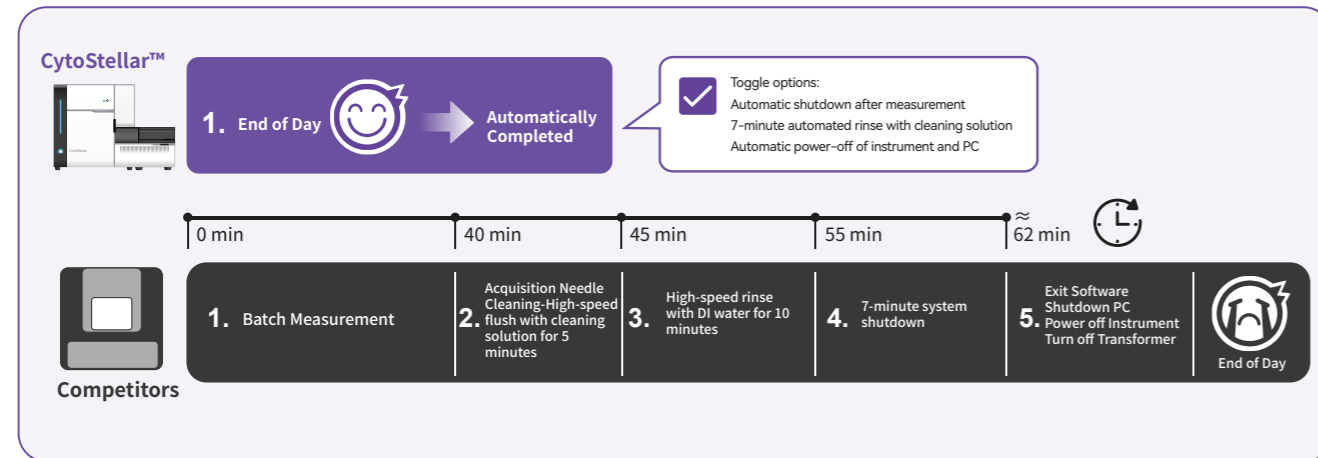 CytoStellar™
1. End of Day
Automatically
Completed
Toggle options:
Automatic shutdown after measurement
7-minute automated rinse with cleaning solution
Automatic power-off of instrument and PC
0 min
40 min
45 min
55 min
≈
62 min
1. Batch Measurement
2.
Acquisition Needle
Cleaning-High-speed
flush with cleaning
solution for 5
minutes
3.
High-speed rinse
with DI water for 10
minutes
4.
7-minute system
shutdown
5.
Exit Software
Shutdown PC
Power off Instrument
Turn off Transformer
End of Day
Competitors
CytoStellar